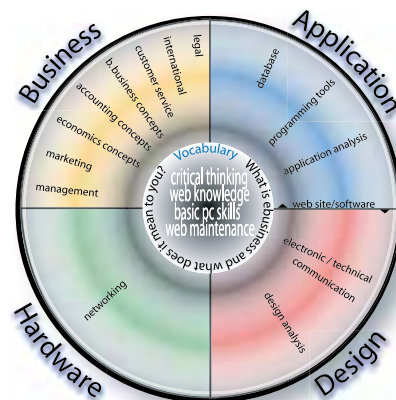 Business
Application
legal
international
customer service
b. business concepts
accounting concepts
economics concepts
marketing
management
database
programming tools
application analysis
web site/software
Vocabulary
critical thinking
web knowledge
basic pc skills
web maintenance
What is ebusiness and what does it mean to you?
networking
electronic / technical
communication
design analysis
Hardware
Design